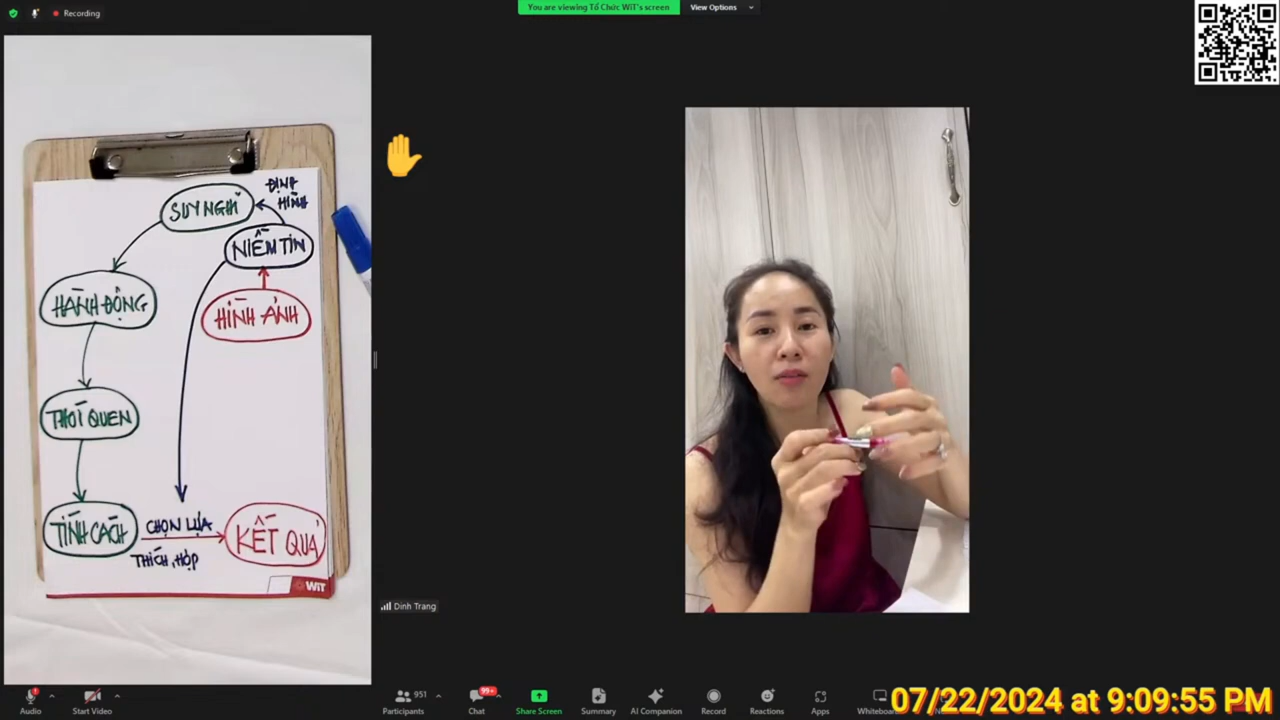 Recording
You are viewing Tổ Chức WiT's screen
View Options
ĐỊNH
HÌNH
SUY NGHĨ
NIỀM TIN
HÀNH ĐỘNG
HÌNH ẢNH
THÓI QUEN
TÍNH CÁCH
CHỌN LỰA
THÍCH HỢP
KẾT QUẢ
WiT
Dinh Trang
Audio
Start Video
951
Participants
99+
Chat
Share Screen
Summary
AI Companion
Record
Reactions
Apps
Whiteboards
07/22/2024 at 9:09:55 PM